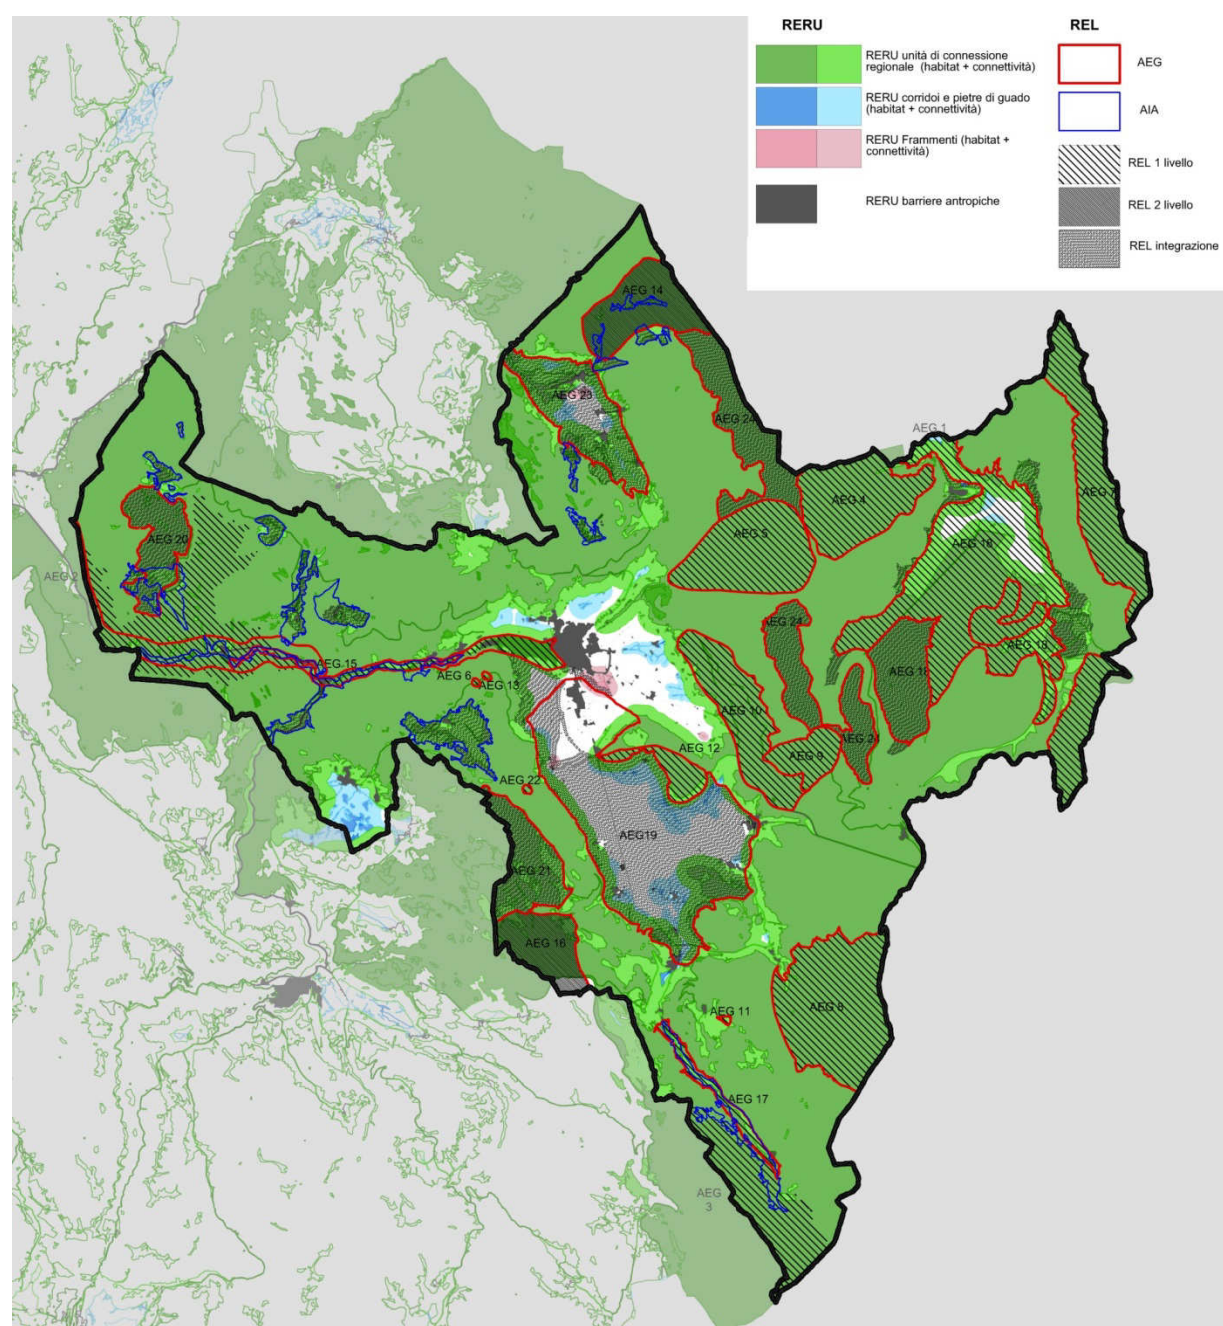 RERU
REL
RERU unità di connessione
regionale (habitat + connettività)
AEG
RERU corridoi e pietre di guado
(habitat + connettività)
AIA
RERU Frammenti (habitat +
connettività)
REL 1 livello
RERU barriere antropiche
REL 2 livello
REL integrazione
AEG 14
AEG 23
AEG 24
AEG 1
AEG 4
AEG 4
AEG 7
AEG 5
AEG 20
AEG 18
AEG 2
AEG 24
AEG 18
AEG 15
AEG 6
AEG 13
AEG 18
AEG 10
AEG 12
AEG 9
AEG 24
AEG 22
AEG19
AEG 21
AEG 16
AEG 8
AEG 11
AEG 17
AEG
3